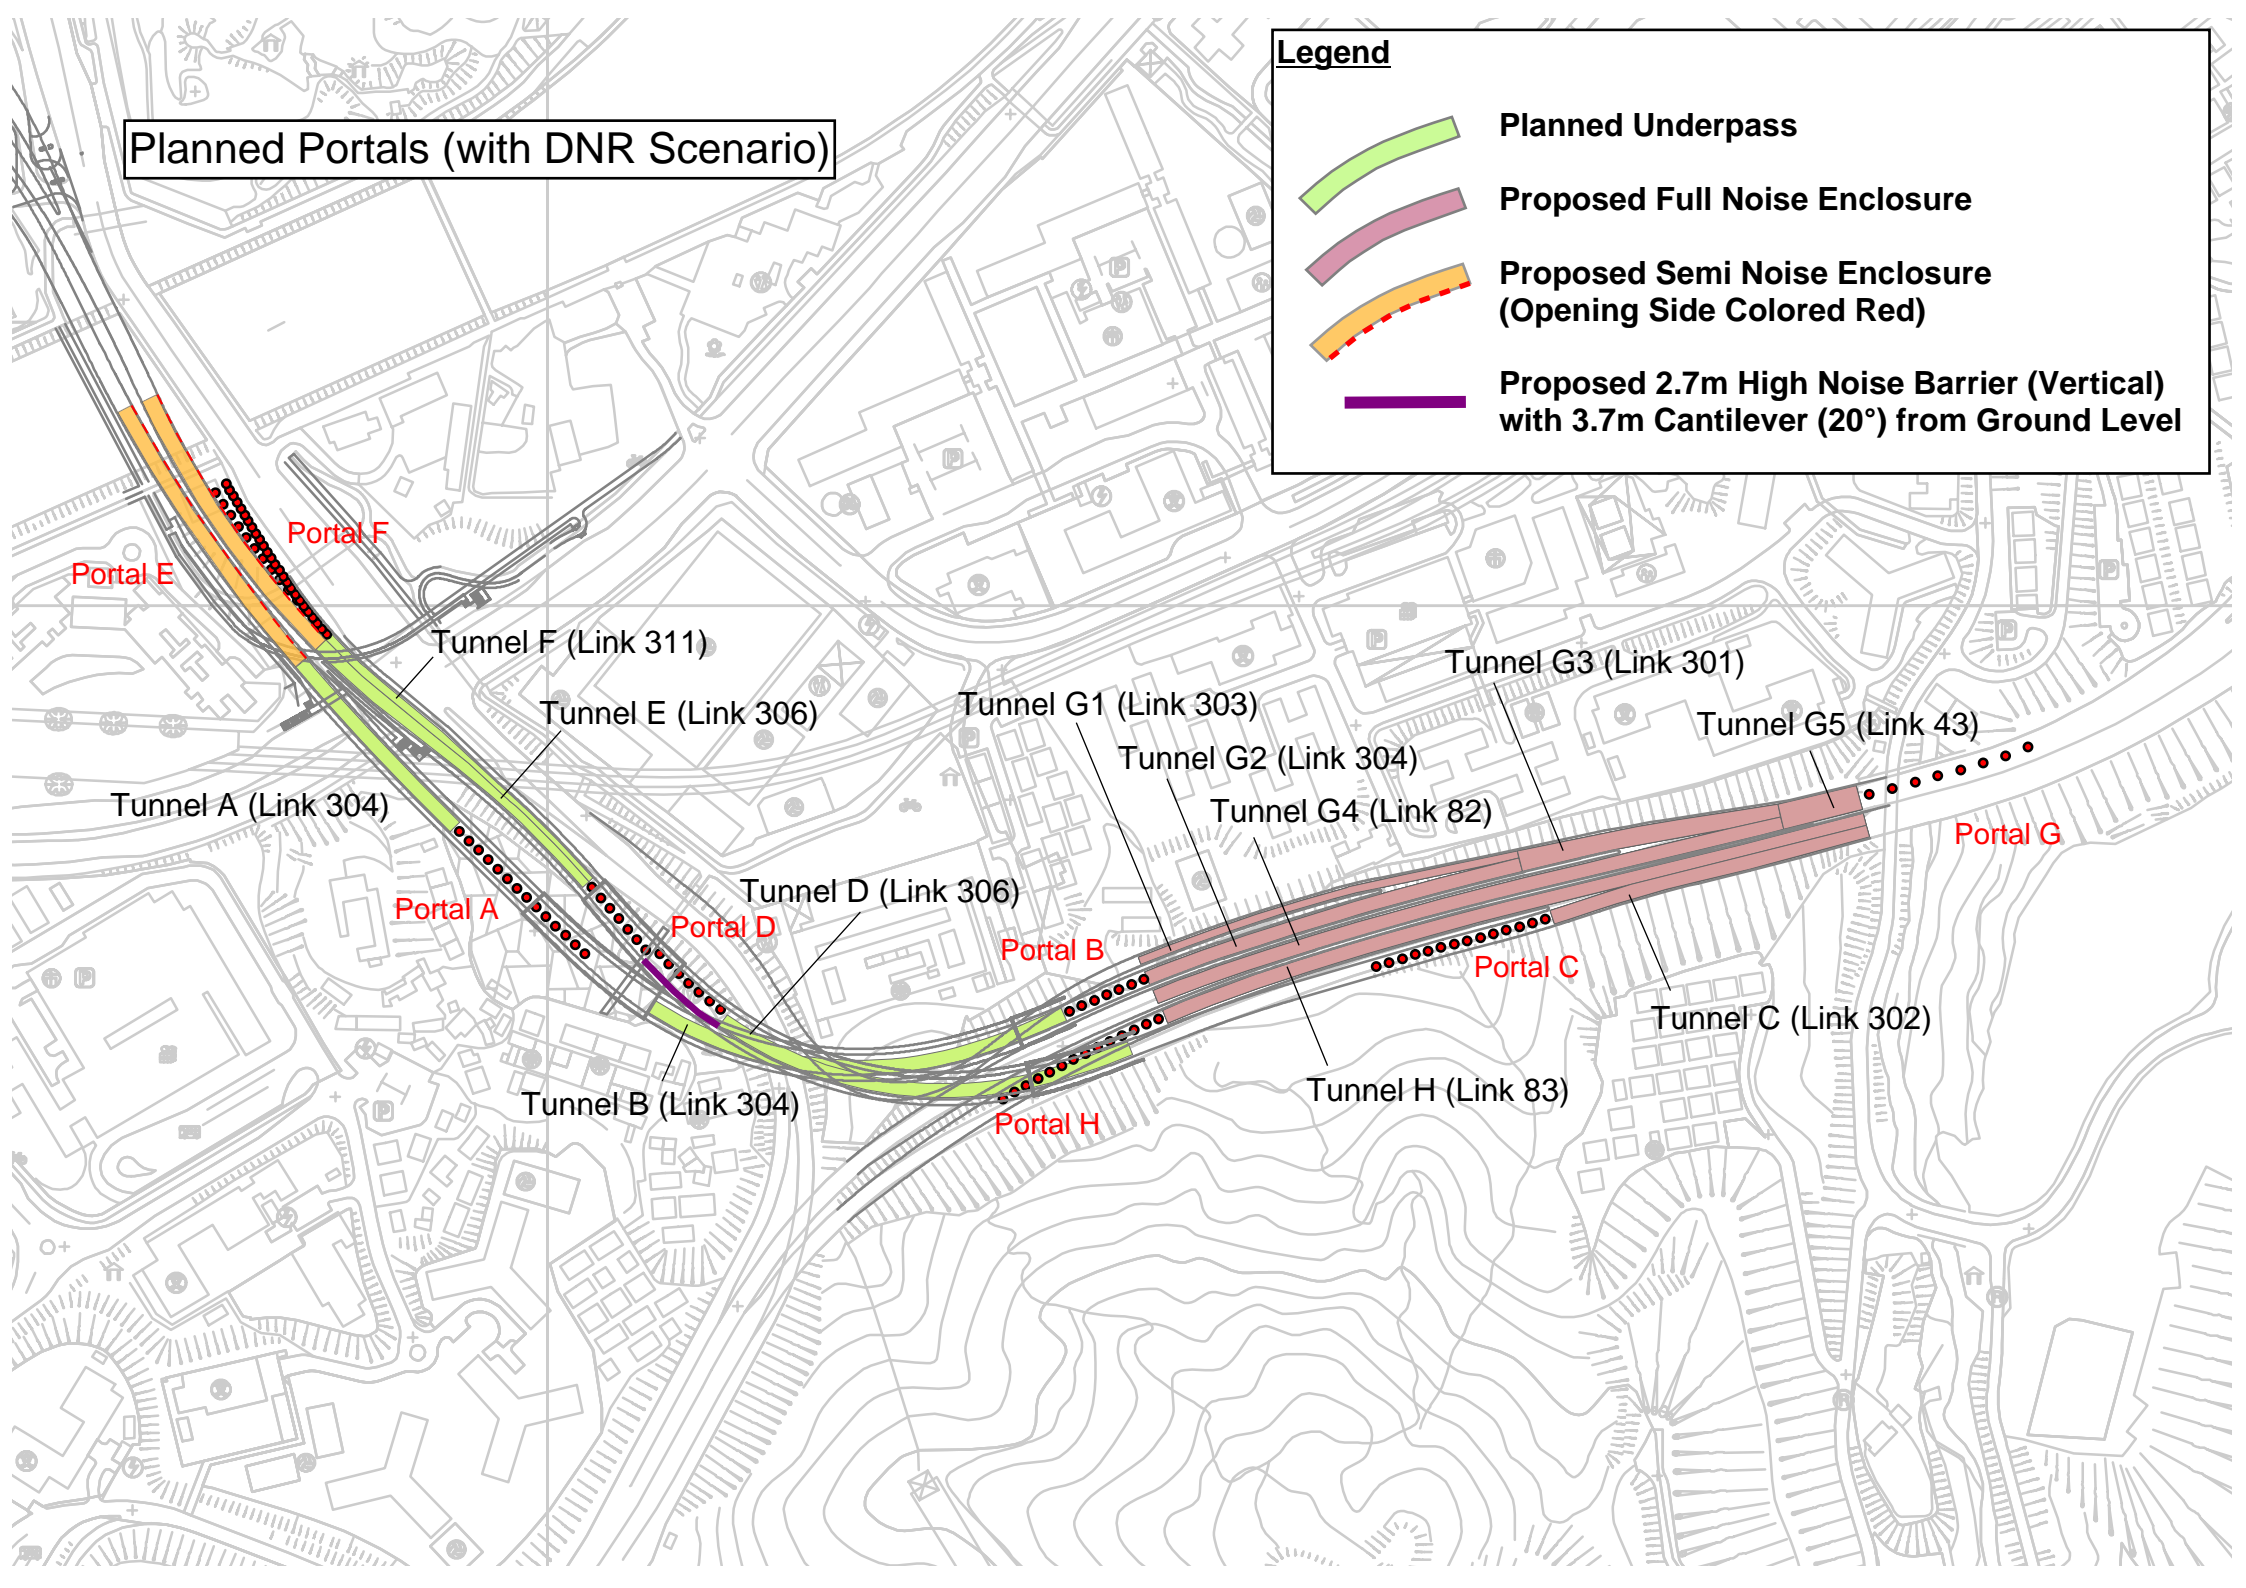 Legend
Planned Underpass
Planned Portals (with DNR Scenario)
Proposed Full Noise Enclosure
Proposed Semi Noise Enclosure
(Opening Side Colored Red)
Proposed 2.7m High Noise Barrier (Vertical)
with 3.7m Cantilever (20°) from Ground Level
Portal F
Portal E
Tunnel F (Link 311)
Tunnel E (Link 306)
Tunnel G3 (Link 301)
Tunnel G1 (Link 303)
Tunnel G5 (Link 43)
Tunnel G2 (Link 304)
Tunnel A (Link 304)
Tunnel G4 (Link 82)
Portal G
Tunnel D (Link 306)
Portal A
Portal D
Portal B
Portal C
Tunnel C (Link 302)
Tunnel H (Link 83)
Tunnel B (Link 304)
Portal H
P
P
P
P
P
P
P
P